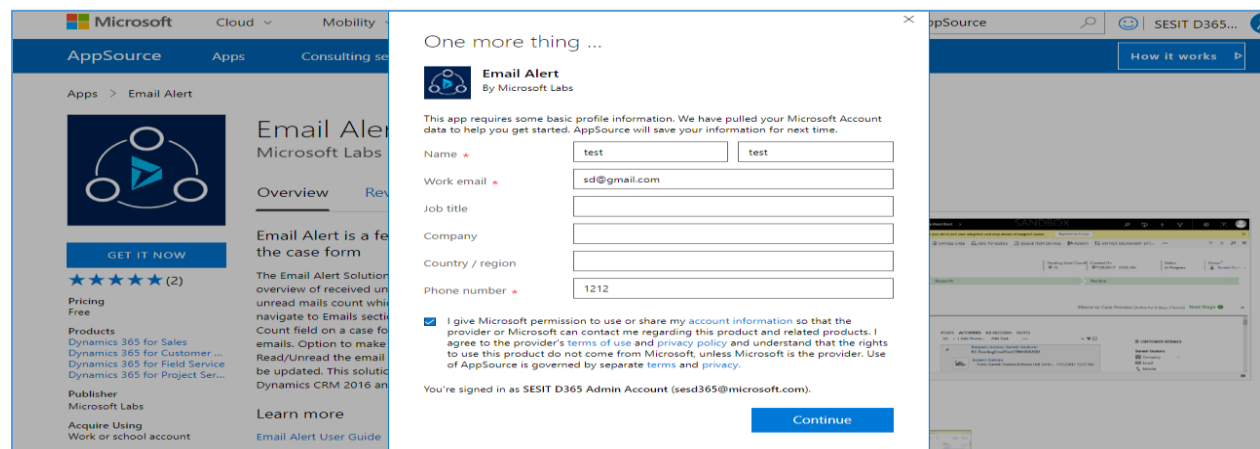 Microsoft Cloud Mobility ppSource SESIT D365...
AppSource Apps Consulting se How it works
Apps > Email Alert
Email Aler
Microsoft Labs
Overview Rev
Email Alert is a fe
the case form
The Email Alert Solution
overview of received un
unread mails count whic
navigate to Emails secti
Count field on a case fo
emails. Option to make
Read/Unread the email
be updated. This solutio
Dynamics CRM 2016 an
Learn more
Email Alert User Guide
GET IT NOW
(2)
Pricing
Free
Products
Dynamics 365 for Sales
Dynamics 365 for Customer ...
Dynamics 365 for Field Service
Dynamics 365 for Project Ser...
Publisher
Microsoft Labs
Acquire Using
Work or school account
One more thing ...
Email Alert
By Microsoft Labs
This app requires some basic profile information. We have pulled your Microsoft Account
data to help you get started. AppSource will save your information for next time.
Name * test test
Work email * sd@gmail.com
Job title
Company
Country / region
Phone number * 1212
I give Microsoft permission to use or share my account information so that the
provider or Microsoft can contact me regarding this product and related products. I
agree to the provider's terms of use and privacy policy and understand that the rights
to use this product do not come from Microsoft, unless Microsoft is the provider. Use
of AppSource is governed by separate terms and privacy.
You're signed in as SESIT D365 Admin Account (sesd365@microsoft.com).
Continue
SANDBOX
Next Stage